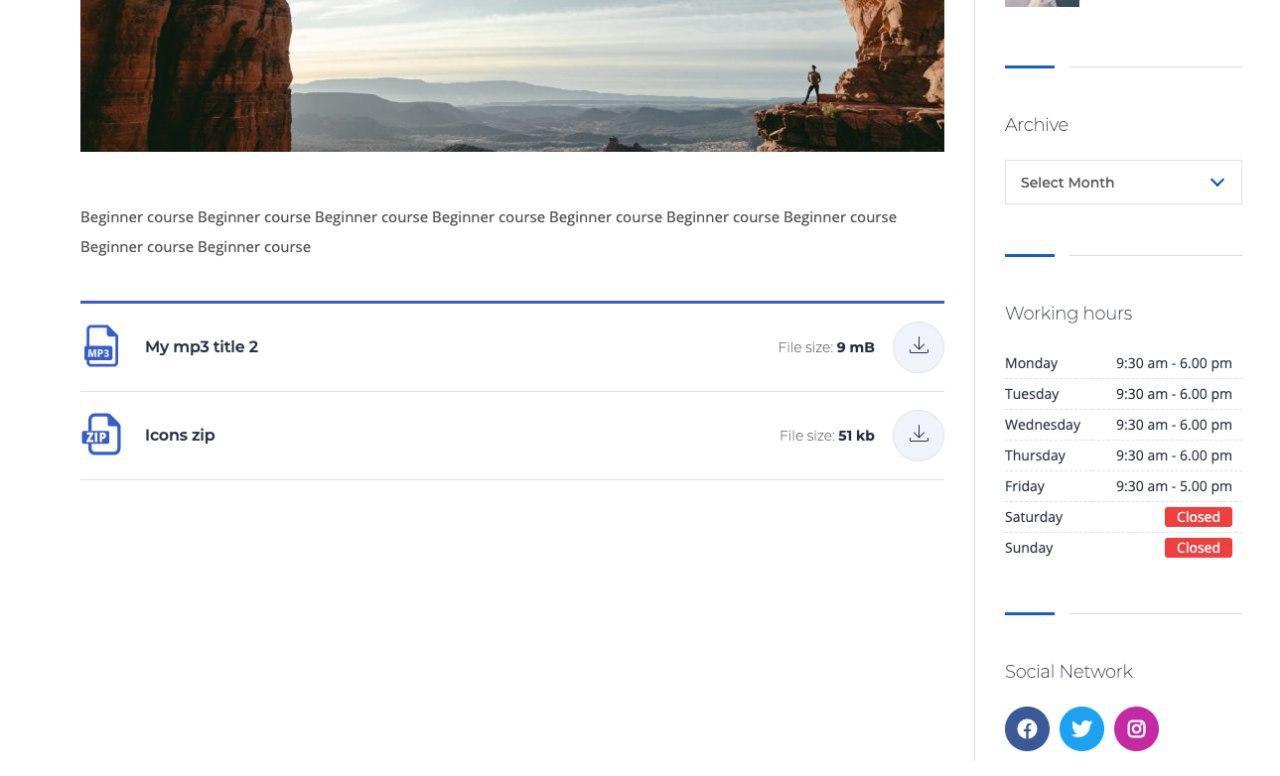 Beginner course Beginner course Beginner course Beginner course Beginner course Beginner course Beginner course
Beginner course Beginner course
MP3
My mp3 title 2
File size: 9 mB
ZIP
Icons zip
File size: 51 kb
Archive
Select Month
Working hours
Monday 9:30 am - 6.00 pm
Tuesday 9:30 am - 6.00 pm
Wednesday 9:30 am - 6.00 pm
Thursday 9:30 am - 6.00 pm
Friday 9:30 am - 5.00 pm
Saturday Closed
Sunday Closed
Social Network